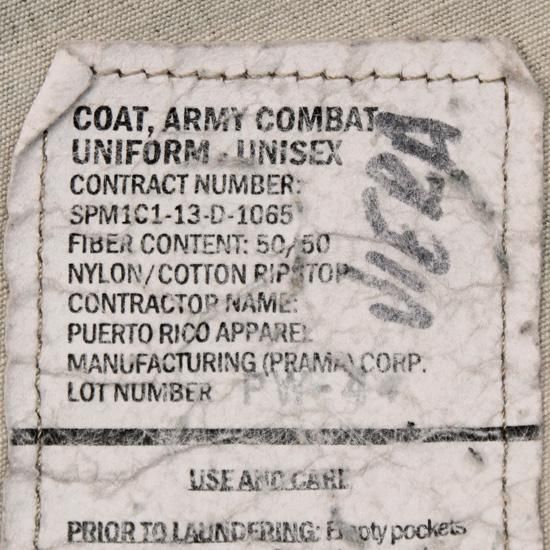 COAT, ARMY COMBAT
UNIFORM - UNISEX
CONTRACT NUMBER:
SPM1C1-13-D-1065
FIBER CONTENT: 50/50
NYLON/COTTON RIPSTOP
CONTRACTOR NAME:
PUERTO RICO APPAREL
MANUFACTURING (PRAMA) CORP.
LOT NUMBER
VIERA
USE AND CARE
PRIOR TO LAUNDERING: Empty pockets